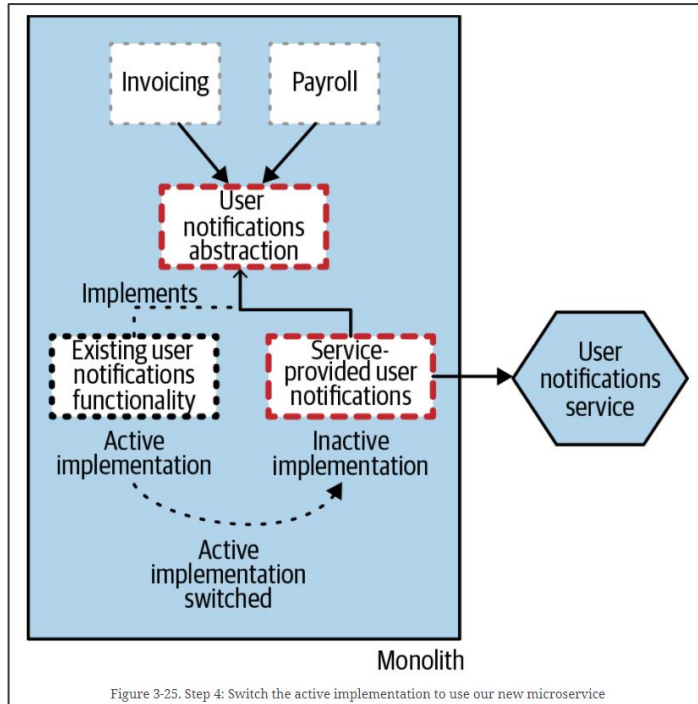 Invoicing
Payroll
User
notifications
abstraction
Implements
Existing user
notifications
functionality
Service-
provided user
notifications
User
notifications
service
Active
implementation
Inactive
implementation
Active
implementation
switched
Monolith
Figure 3-25. Step 4: Switch the active implementation to use our new microservice